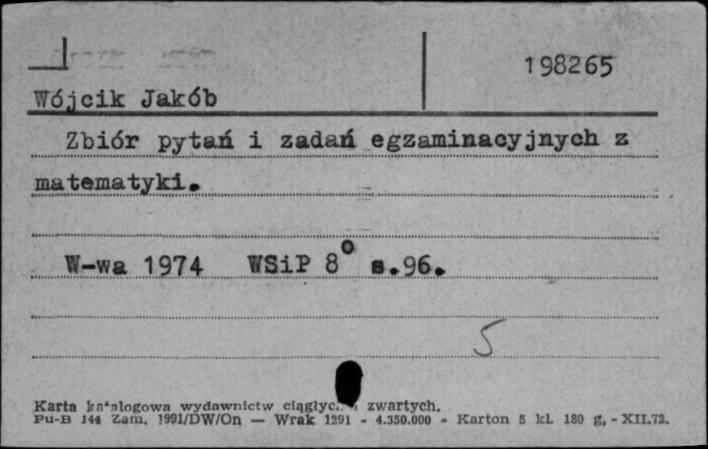 198265
Wójcik Jakób
Zbiór pytań i zadań egzaminacyjnych z
matematyki.
W-wa 1974 WSiP 8° s.96.
5
Karta katalogowa wydawnictw ciągłych i zwartych.
Pu-B 144 Zam. 1991/DW/On — Wrak 1291 - 4.350.000 - Karton 5 kl. 180 g, - XII.72.